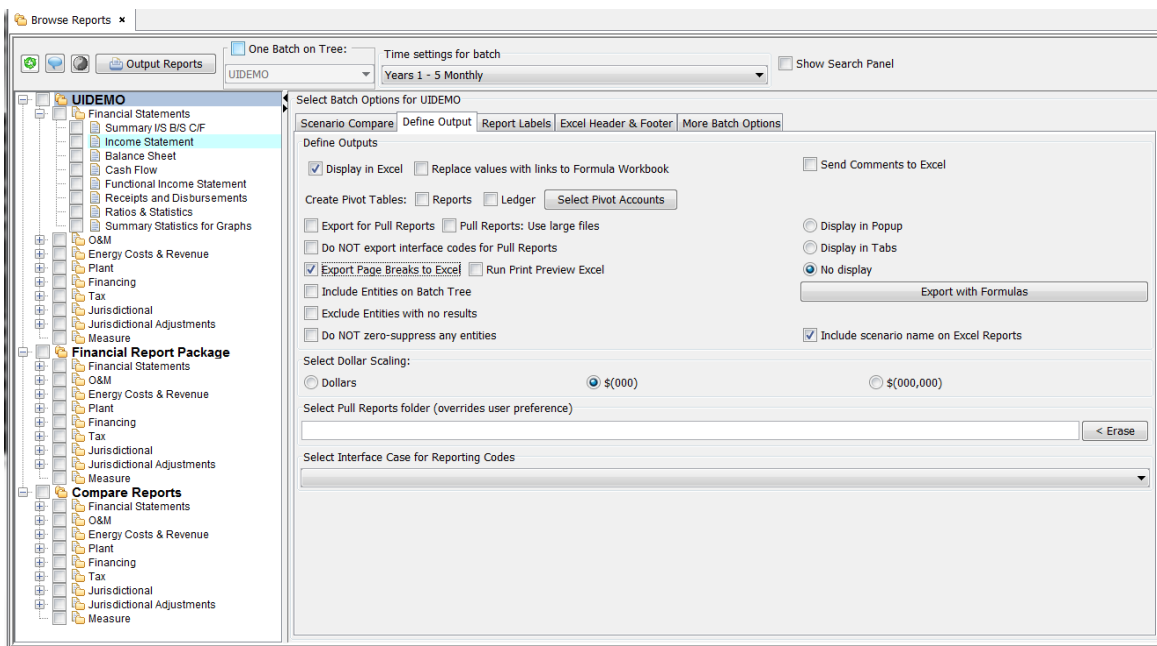 Browse Reports ×
Output Reports
One Batch on Tree:
UIDEMO
Time settings for batch
Years 1 - 5 Monthly
Show Search Panel
UIDEMO
Financial Statements
Summary I/S B/S C/F
Income Statement
Balance Sheet
Cash Flow
Functional Income Statement
Receipts and Disbursements
Ratios & Statistics
Summary Statistics for Graphs
O&M
Energy Costs & Revenue
Plant
Financing
Tax
Jurisdictional
Jurisdictional Adjustments
Measure
Financial Report Package
Financial Statements
O&M
Energy Costs & Revenue
Plant
Financing
Tax
Jurisdictional
Jurisdictional Adjustments
Measure
Compare Reports
Financial Statements
O&M
Energy Costs & Revenue
Plant
Financing
Tax
Jurisdictional
Jurisdictional Adjustments
Measure
Select Batch Options for UIDEMO
Scenario Compare Define Output Report Labels Excel Header & Footer More Batch Options
Define Outputs
Display in Excel Replace values with links to Formula Workbook Send Comments to Excel
Create Pivot Tables: Reports Ledger Select Pivot Accounts
Export for Pull Reports Pull Reports: Use large files Display in Popup
Do NOT export interface codes for Pull Reports Display in Tabs
Export Page Breaks to Excel Run Print Preview Excel No display
Include Entities on Batch Tree Export with Formulas
Exclude Entities with no results
Do NOT zero-suppress any entities Include scenario name on Excel Reports
Select Dollar Scaling:
Dollars $(000) $(000,000)
Select Pull Reports folder (overrides user preference)
< Erase
Select Interface Case for Reporting Codes